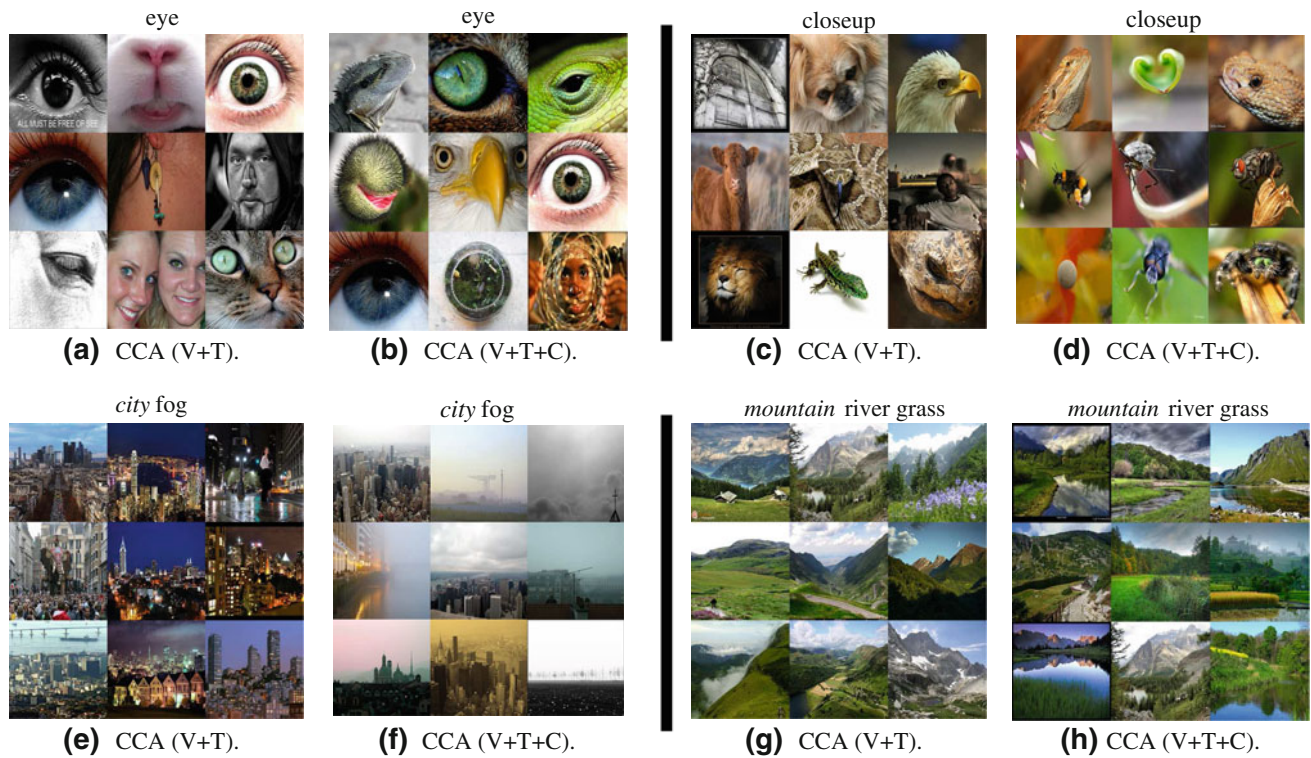 eye
eye
closeup
closeup
ALL MUST BE FREE OR SEE
(a) CCA (V+T).
(b) CCA (V+T+C).
(c) CCA (V+T).
(d) CCA (V+T+C).
city fog
city fog
mountain river grass
mountain river grass
(e) CCA (V+T).
(f) CCA (V+T+C).
(g) CCA (V+T).
(h) CCA (V+T+C).